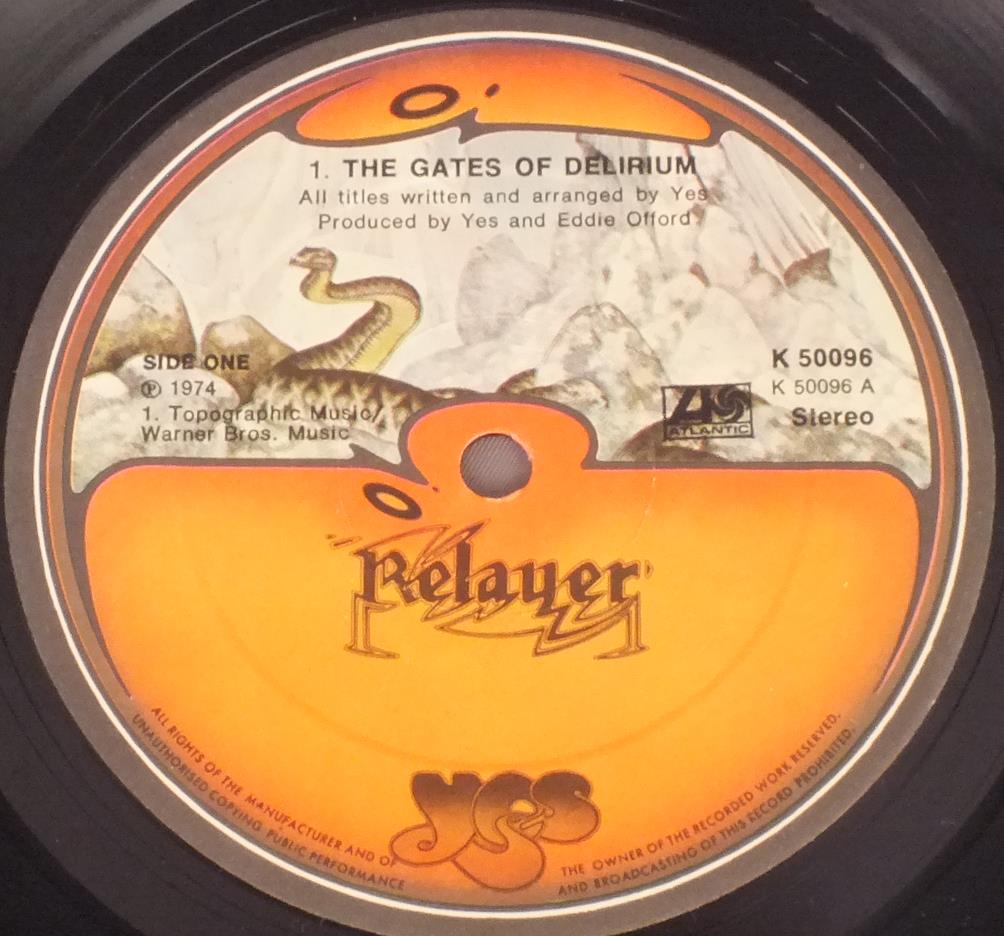 1. THE GATES OF DELIRIUM
All titles written and arranged by Yes
Produced by Yes and Eddie Offord
SIDE ONE
℗ 1974
1. Topographic Music/
Warner Bros. Music
K 50096
K 50096 A
Stereo
ATLANTIC
Relayer
yes
ALL RIGHTS OF THE MANUFACTURER AND OF THE OWNER OF THE RECORDED WORK RESERVED.
UNAUTHORISED COPYING PUBLIC PERFORMANCE AND BROADCASTING OF THIS RECORD PROHIBITED.